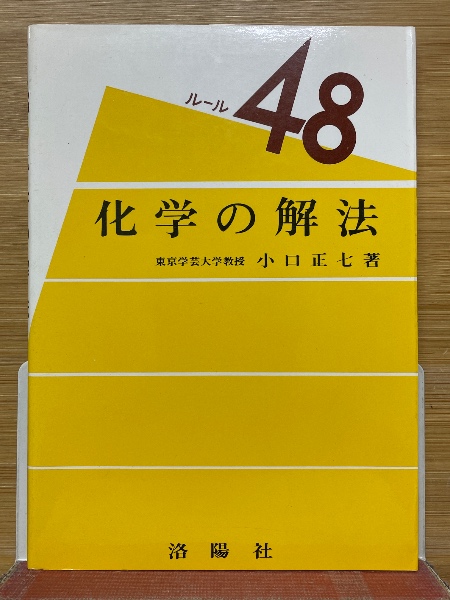 ルール48
化学の解法
東京学芸大学教授 小口正七著
洛陽社